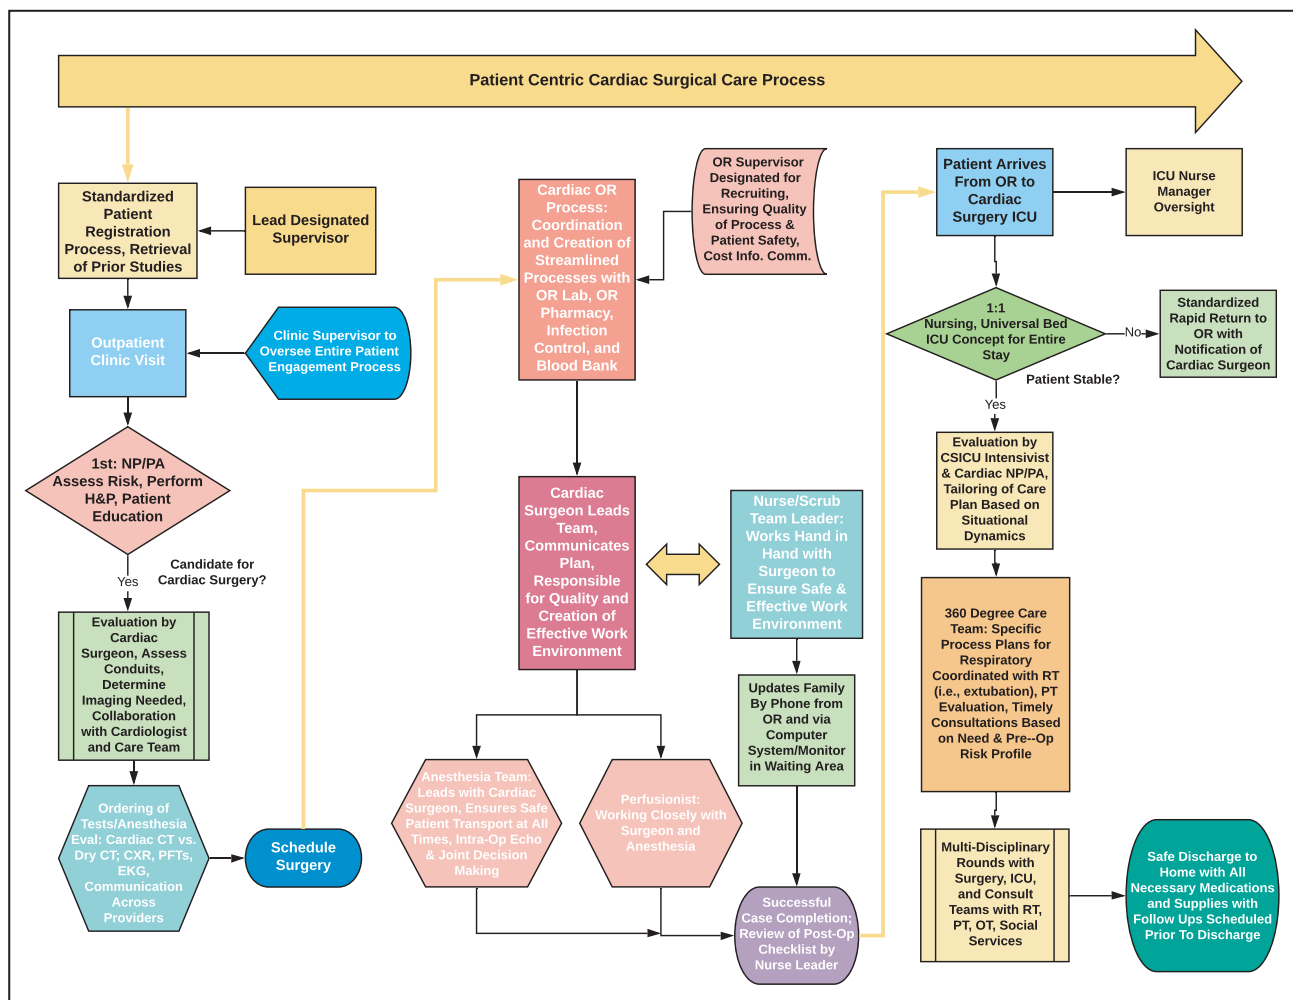 Patient Centric Cardiac Surgical Care Process
Standardized
Patient
Registration
Process, Retrieval
of Prior Studies
Lead Designated
Supervisor
Outpatient
Clinic Visit
Clinic Supervisor to
Oversee Entire Patient
Engagement Process
1st: NP/PA
Assess Risk, Perform
H&P, Patient
Education
Candidate for
Cardiac Surgery?
Yes
Evaluation by
Cardiac
Surgeon, Assess
Conduits,
Determine
Imaging Needed,
Collaboration
with Cardiologist
and Care Team
Ordering of
Tests/Anesthesia
Eval: Cardiac CT vs.
Dry CT; CXR, PFTs,
EKG,
Communication
Across
Providers
Schedule
Surgery
Cardiac OR
Process:
Coordination
and Creation of
Streamlined
Processes with
OR Lab, OR
Pharmacy,
Infection
Control, and
Blood Bank
OR Supervisor
Designated for
Recruiting,
Ensuring Quality
of Process &
Patient Safety,
Cost Info. Comm.
Cardiac
Surgeon Leads
Team,
Communicates
Plan,
Responsible
for Quality and
Creation of
Effective Work
Environment
Nurse/Scrub
Team Leader:
Works Hand in
Hand with
Surgeon to
Ensure Safe &
Effective Work
Environment
Updates Family
By Phone from
OR and via
Computer
System/Monitor
in Waiting Area
Anesthesia Team:
Leads with Cardiac
Surgeon, Ensures Safe
Patient Transport at All
Times, Intra-Op Echo
& Joint Decision
Making
Perfusionist:
Working Closely with
Surgeon and
Anesthesia
Successful
Case Completion;
Review of Post-Op
Checklist by
Nurse Leader
Patient Arrives
From OR to
Cardiac
Surgery ICU
ICU Nurse
Manager
Oversight
1:1
Nursing, Universal Bed
ICU Concept for Entire
Stay
No
Standardized
Rapid Return to
OR with
Notification of
Cardiac Surgeon
Patient Stable?
Yes
Evaluation by
CSICU Intensivist
& Cardiac NP/PA,
Tailoring of Care
Plan Based on
Situational
Dynamics
360 Degree Care
Team: Specific
Process Plans for
Respiratory
Coordinated with RT
(i.e., extubation), PT
Evaluation, Timely
Consultations Based
on Need & Pre--Op
Risk Profile
Multi-Disciplinary
Rounds with
Surgery, ICU,
and Consult
Teams with RT,
PT, OT, Social
Services
Safe Discharge to
Home with All
Necessary Medications
and Supplies with
Follow Ups Scheduled
Prior To Discharge